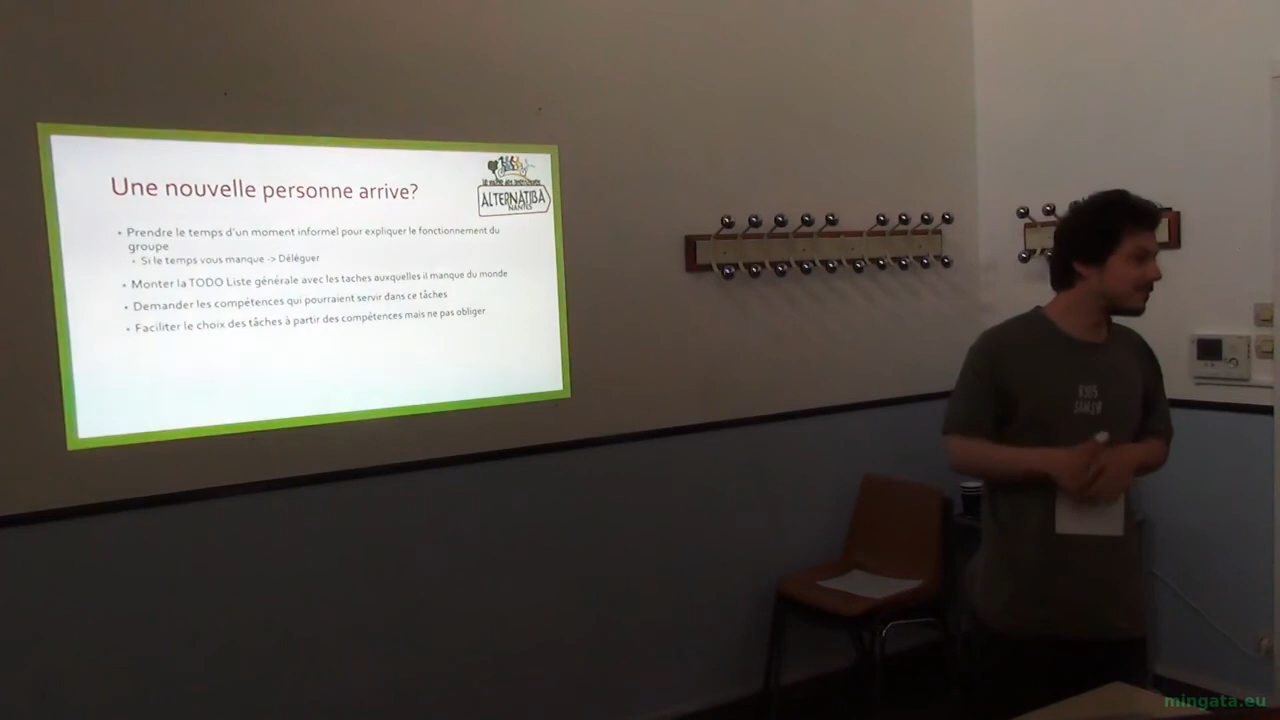 Une nouvelle personne arrive?
ALTERNATIBA
NANTES
• Prendre le temps d'un moment informel pour expliquer le fonctionnement du
groupe
• Si le temps vous manque -> Déléguer
• Monter la TODO Liste générale avec les taches auxquelles il manque du monde
• Demander les compétences qui pourraient servir dans ce tâches
• Faciliter le choix des tâches à partir des compétences mais ne pas obliger
mingata.eu